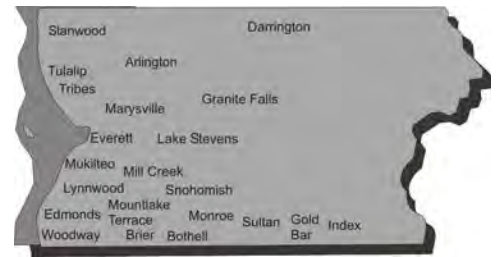 Stanwood
Darrington
Arlington
Tulalip
Tribes
Granite Falls
Marysville
Everett
Lake Stevens
Mukilteo
Mill Creek
Lynnwood
Snohomish
Mountlake
Terrace
Edmonds
Monroe
Sultan
Gold
Bar
Index
Woodway
Brier
Bothell